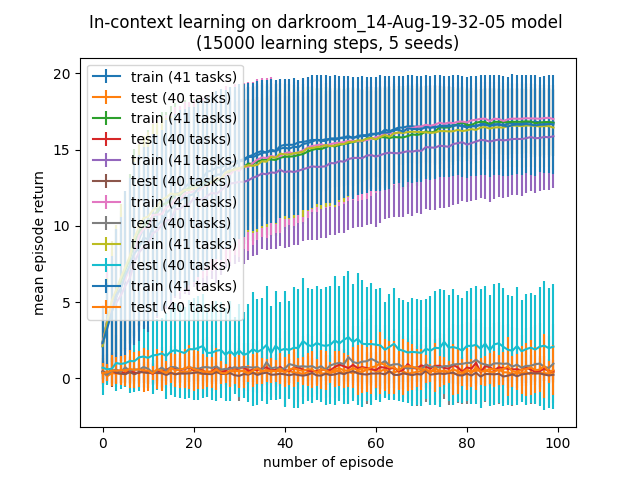 In-context learning on darkroom_14-Aug-19-32-05 model
(15000 learning steps, 5 seeds)
mean episode return
20
15
10
5
0
train (41 tasks)
test (40 tasks)
train (41 tasks)
test (40 tasks)
train (41 tasks)
test (40 tasks)
train (41 tasks)
test (40 tasks)
train (41 tasks)
test (40 tasks)
train (41 tasks)
test (40 tasks)
0 20 40 60 80 100
number of episode